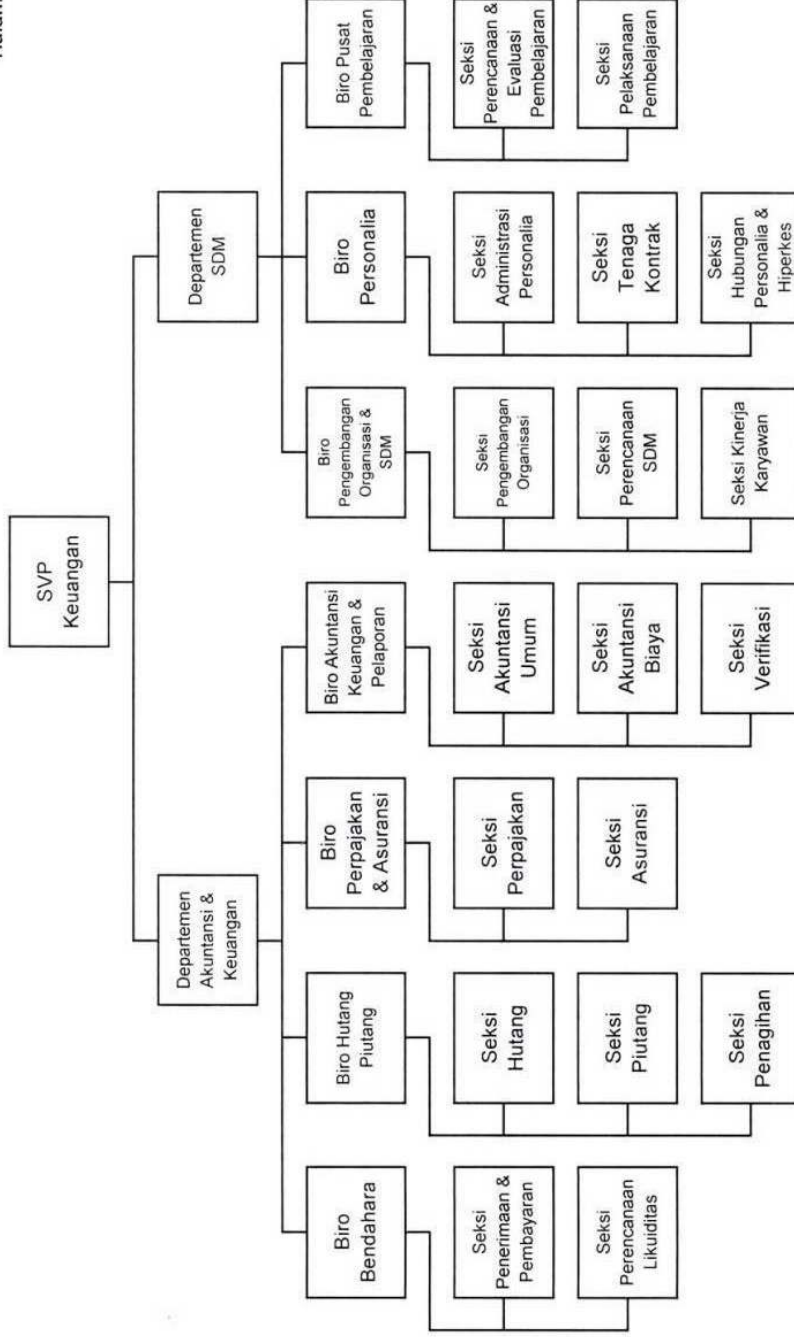 SVP
Keuangan
Departemen
Akuntansi &
Keuangan
Departemen
SDM
Biro
Bendahara
Biro Hutang
Piutang
Biro
Perpajakan
& Asuransi
Biro Akuntansi
Keuangan &
Pelaporan
Biro
Pengembangan
Organisasi &
SDM
Biro
Personalia
Biro Pusat
Pembelajaran
Seksi
Penerimaan &
Pembayaran
Seksi
Hutang
Seksi
Perpajakan
Seksi
Akuntansi
Umum
Seksi
Pengembangan
Organisasi
Seksi
Administrasi
Personalia
Seksi
Perencanaan &
Evaluasi
Pembelajaran
Seksi
Perencanaan
Likuiditas
Seksi
Piutang
Seksi
Asuransi
Seksi
Akuntansi
Biaya
Seksi
Perencanaan
SDM
Seksi
Tenaga
Kontrak
Seksi
Pelaksanaan
Pembelajaran
Seksi
Penagihan
Seksi
Verifikasi
Seksi Kinerja
Karyawan
Seksi
Hubungan
Personalia &
Hiperkes